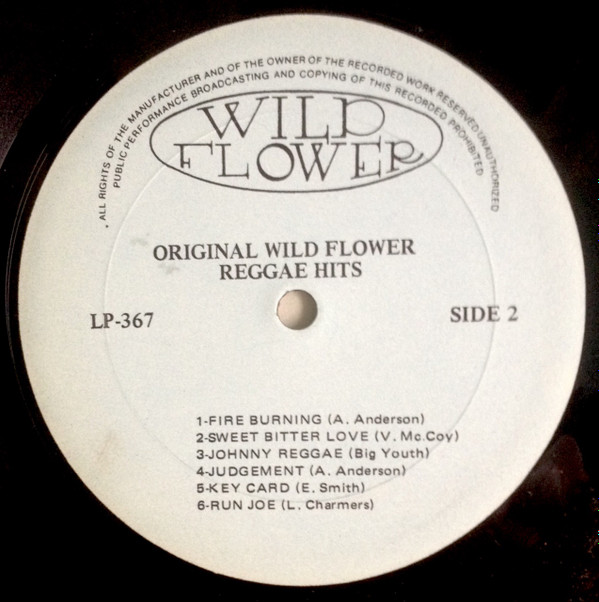 . ALL RIGHTS OF THE MANUFACTURER AND OF THE OWNER OF THE RECORDED WORK RESERVED UNAUTHORIZED
PUBLIC PERFORMANCE BROADCASTING AND COPYING OF THIS RECORDED PROHIBITED
WILD
FLOWER
ORIGINAL WILD FLOWER
REGGAE HITS
LP-367
SIDE 2
1-FIRE BURNING (A. Anderson)
2-SWEET BITTER LOVE (V. Mc.Coy)
3-JOHNNY REGGAE (Big Youth)
4-JUDGEMENT (A. Anderson)
5-KEY CARD (E. Smith)
6-RUN JOE (L. Charmers)